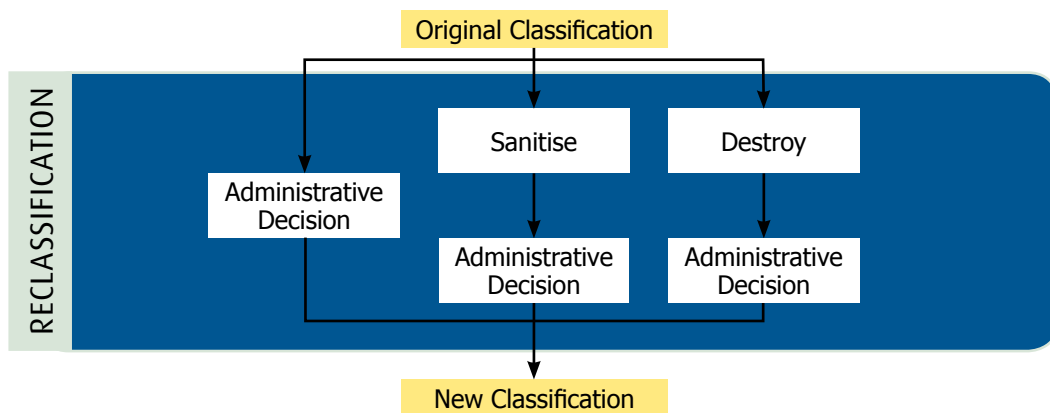 Original Classification
RECLASSIFICATION
Sanitise
Destroy
Administrative
Decision
Administrative
Decision
Administrative
Decision
New Classification